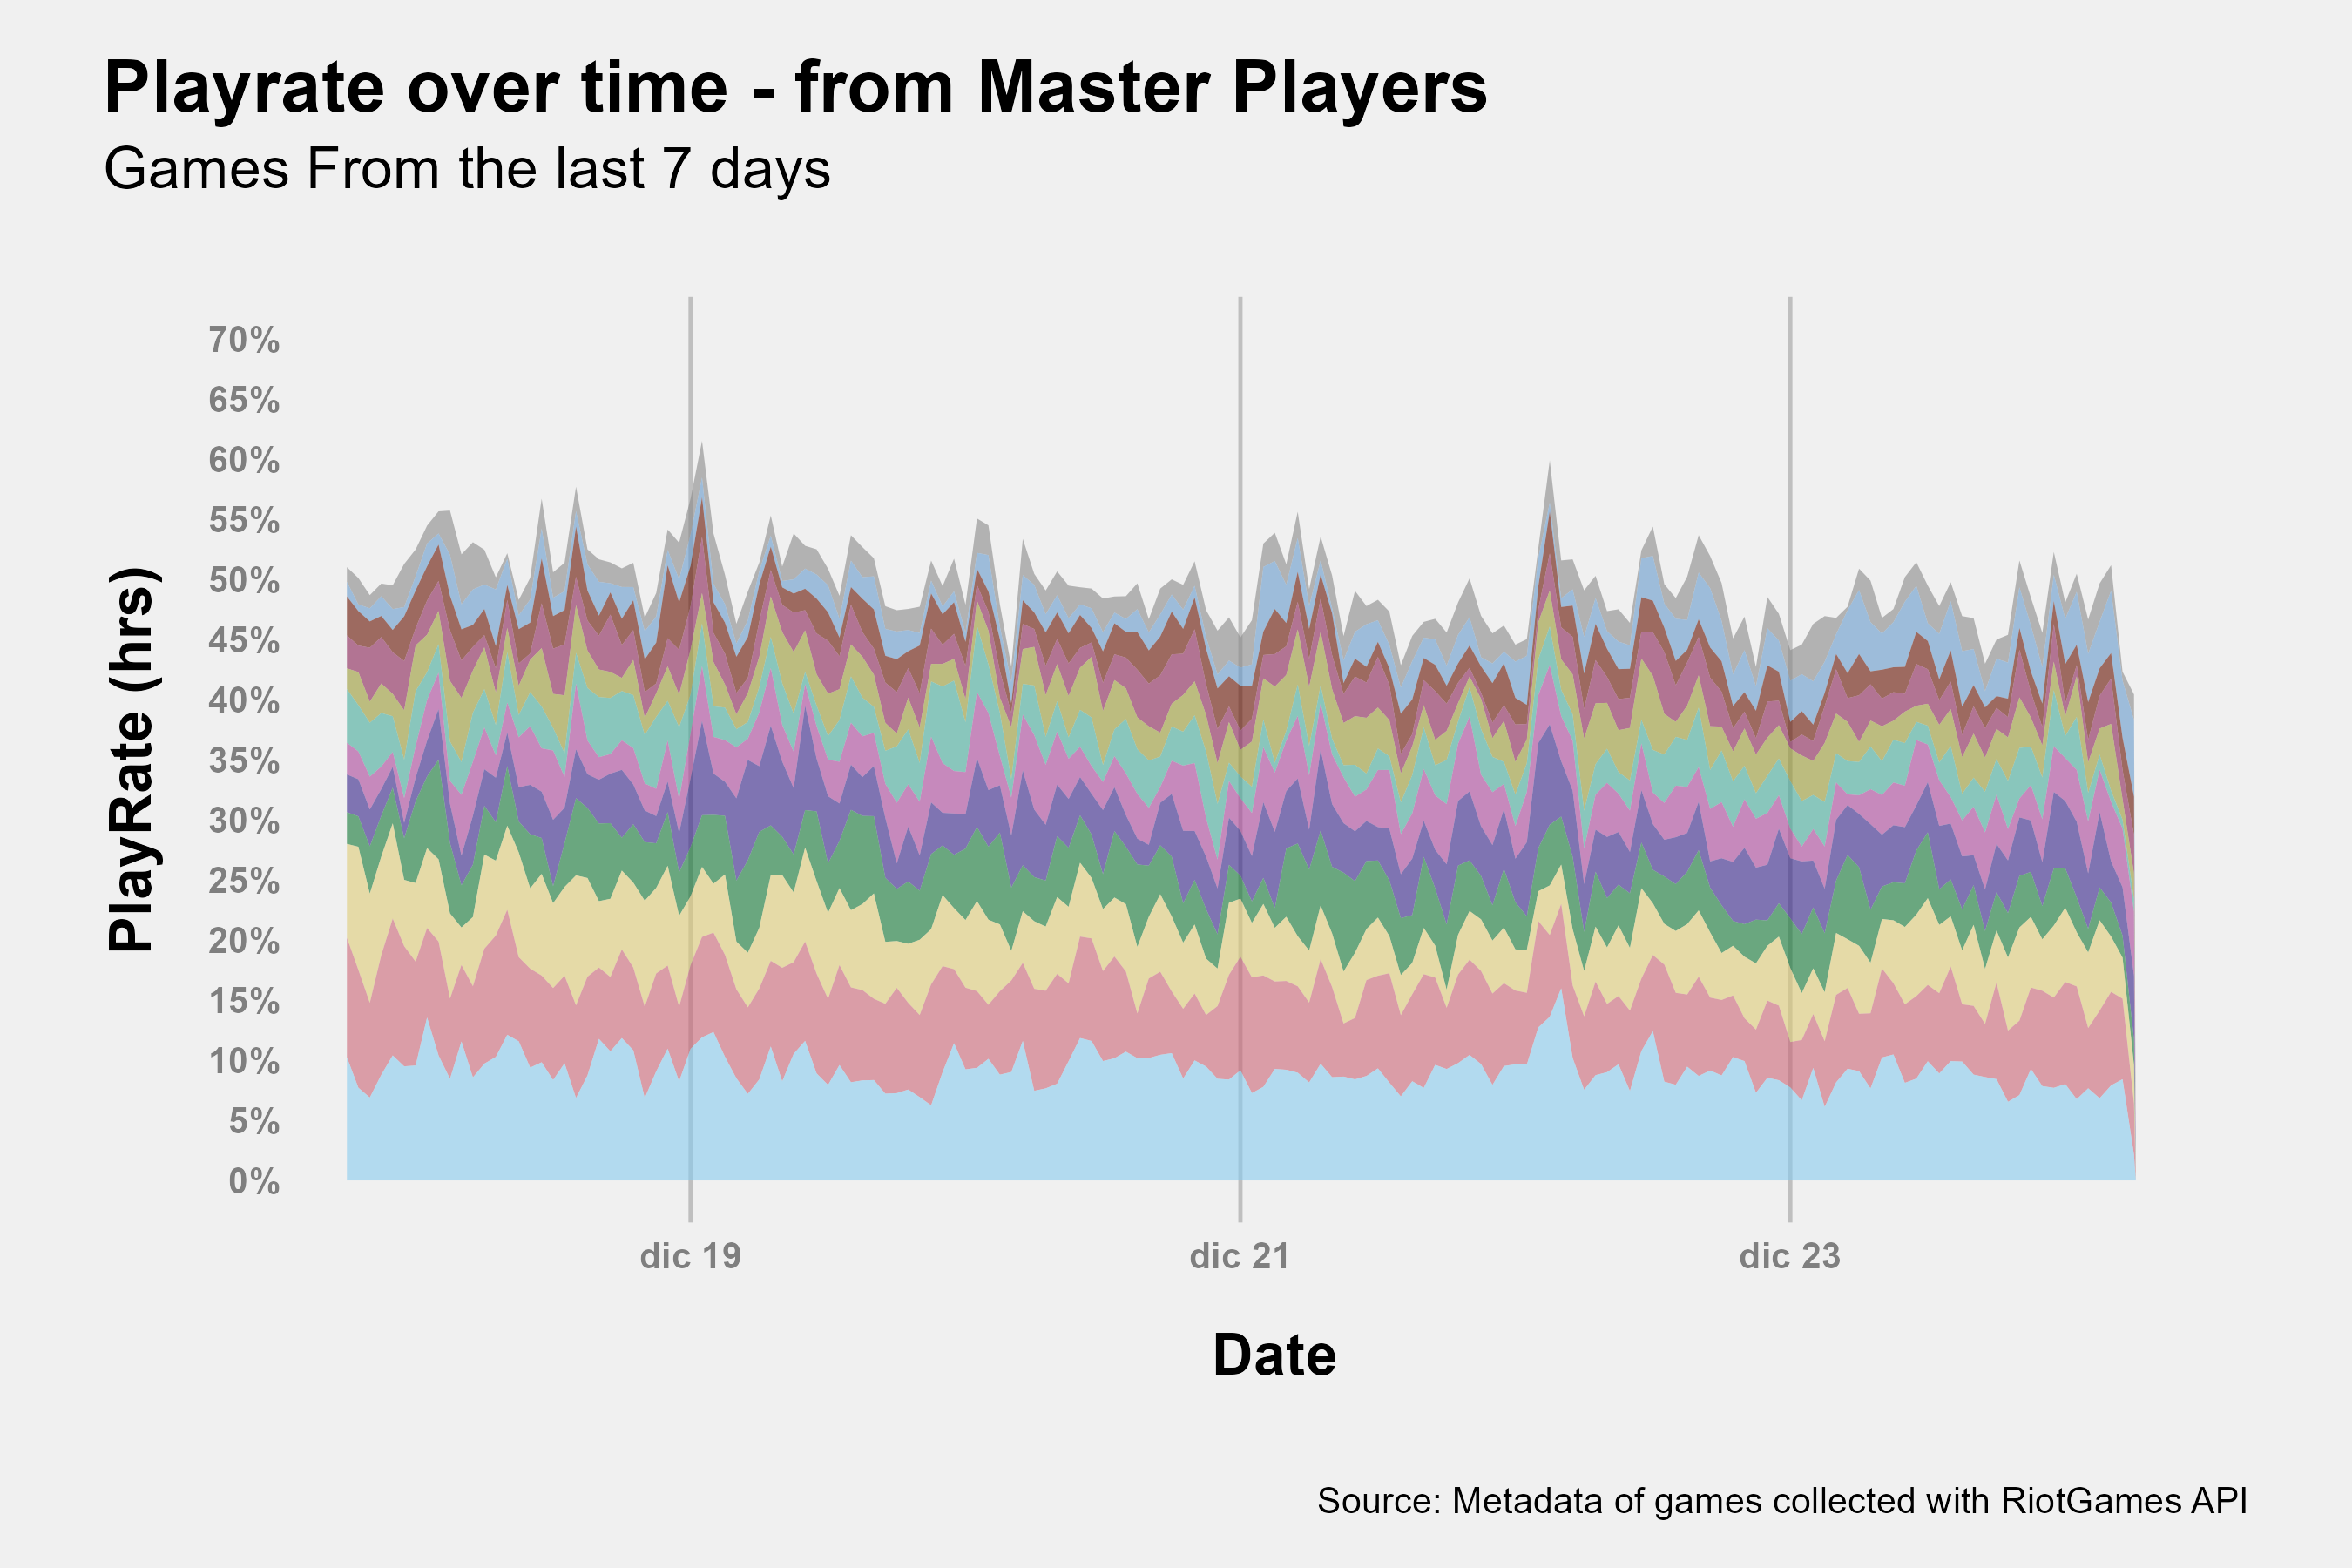 Playrate over time - from Master Players
Games From the last 7 days
70%
65%
60%
55%
50%
45%
40%
35%
30%
25%
20%
15%
10%
5%
0%
PlayRate (hrs)
dic 19
dic 21
dic 23
Date
Source: Metadata of games collected with RiotGames API